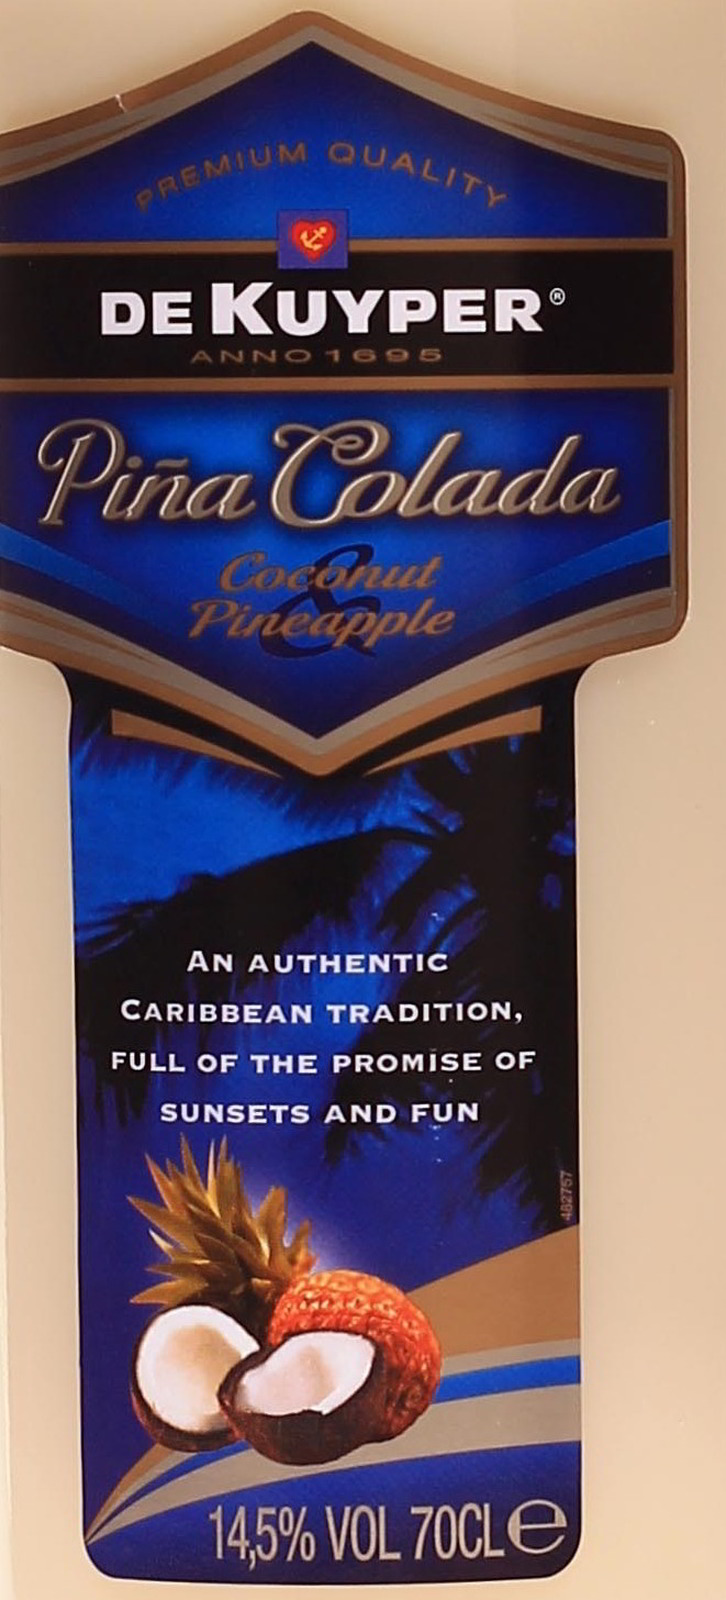 PREMIUM QUALITY
DE KUYPER®
ANNO 1695
Piña Colada
Coconut
&
Pineapple
AN AUTHENTIC
CARIBBEAN TRADITION,
FULL OF THE PROMISE OF
SUNSETS AND FUN
482757
14,5% VOL 70CL e